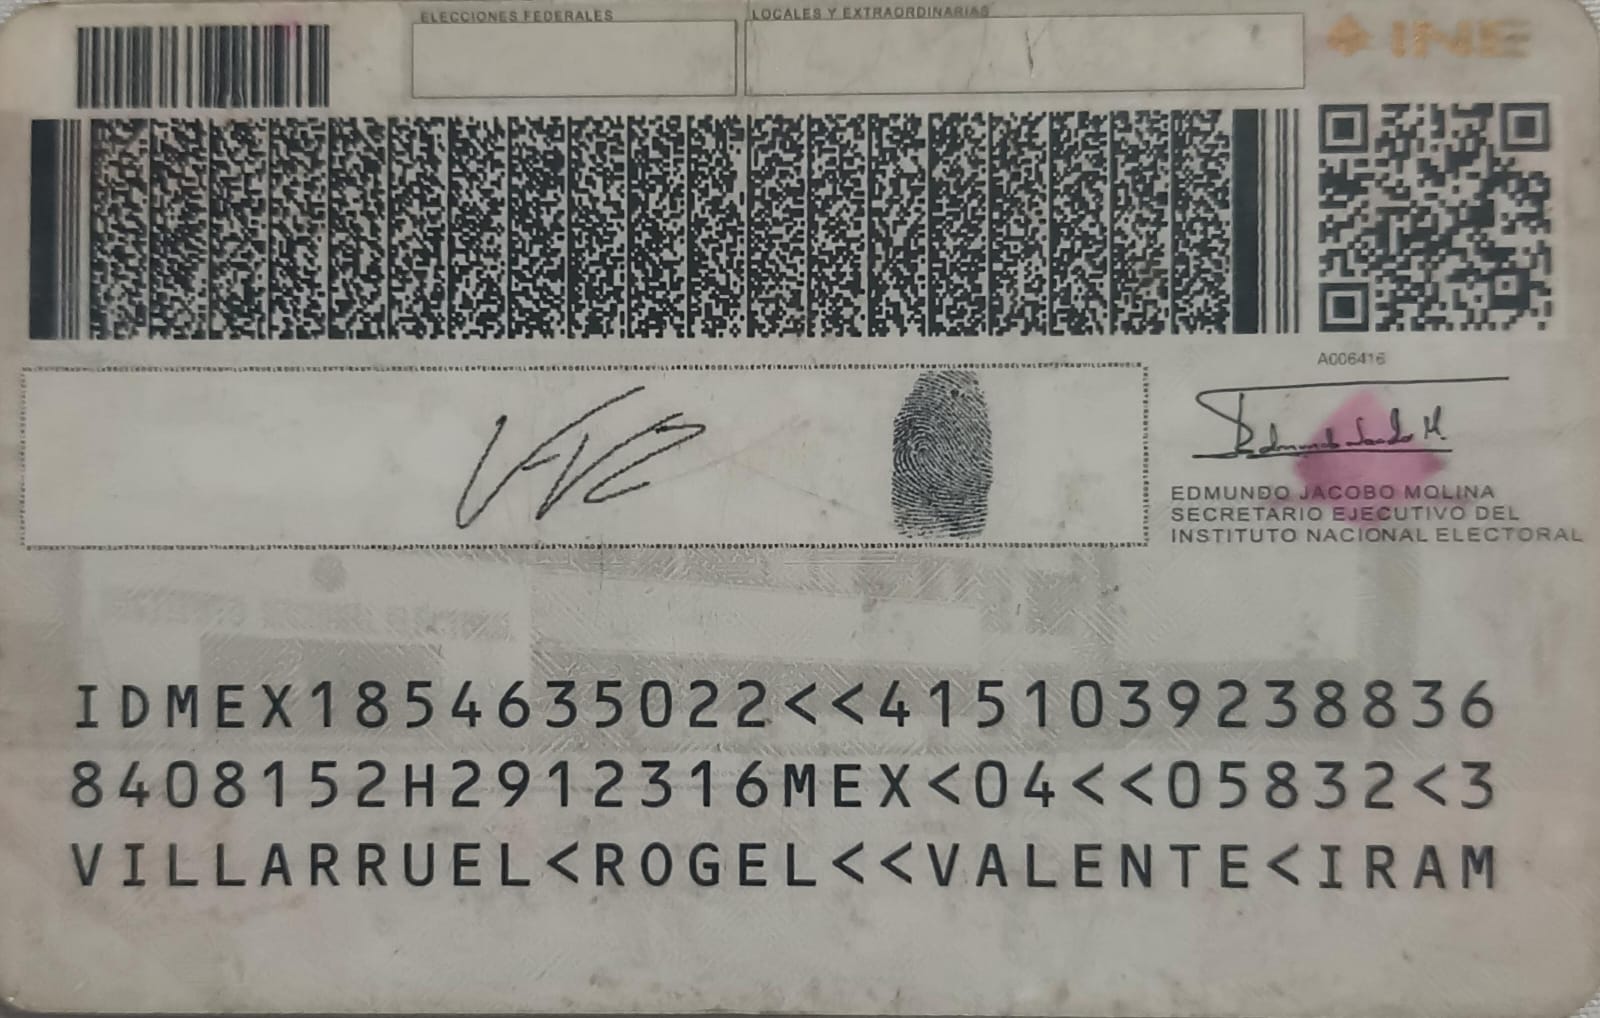 ELECCIONES FEDERALES
LOCALES Y EXTRAORDINARIAS
INE
A006416
EDMUNDO JACOBO MOLINA
SECRETARIO EJECUTIVO DEL
INSTITUTO NACIONAL ELECTORAL
IDMEX1854635022<<4151039238836
8408152H2912316MEX<04<<05832<3
VILLARRUEL<ROGEL<<VALENTE<IRAM